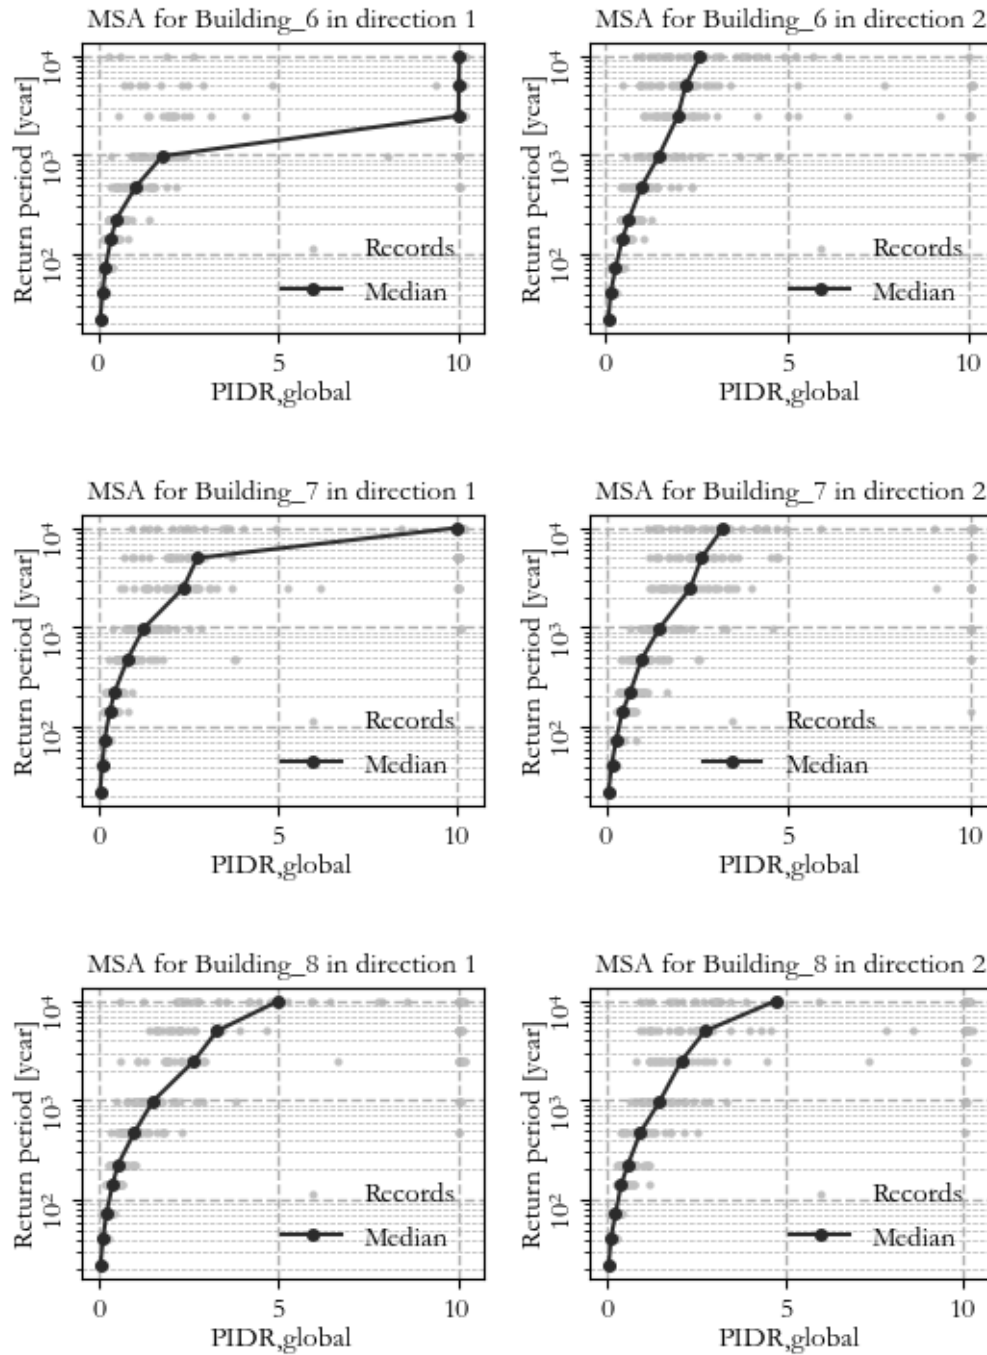 MSA for Building_6 in direction 1
Return period [year]
10⁴
10³
10²
Records
Median
0 5 10
PIDR,global
MSA for Building_6 in direction 2
Return period [year]
10⁴
10³
10²
Records
Median
0 5 10
PIDR,global
MSA for Building_7 in direction 1
Return period [year]
10⁴
10³
10²
Records
Median
0 5 10
PIDR,global
MSA for Building_7 in direction 2
Return period [year]
10⁴
10³
10²
Records
Median
0 5 10
PIDR,global
MSA for Building_8 in direction 1
Return period [year]
10⁴
10³
10²
Records
Median
0 5 10
PIDR,global
MSA for Building_8 in direction 2
Return period [year]
10⁴
10³
10²
Records
Median
0 5 10
PIDR,global